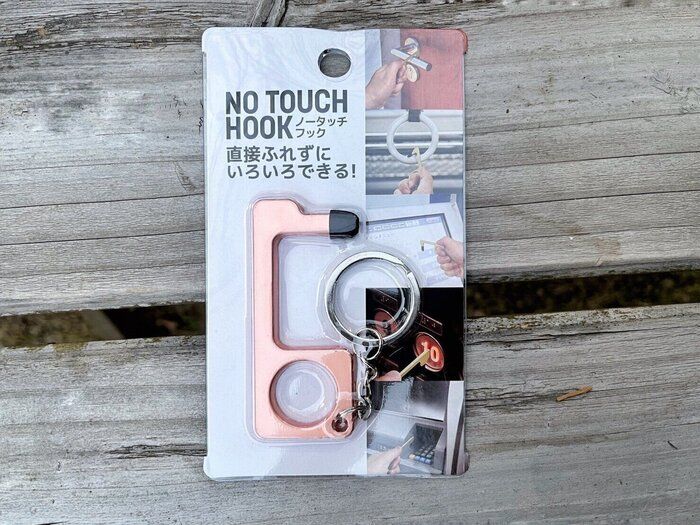 NO TOUCH
HOOK ノータッチ
フック
直接ふれずに
いろいろできる!
10